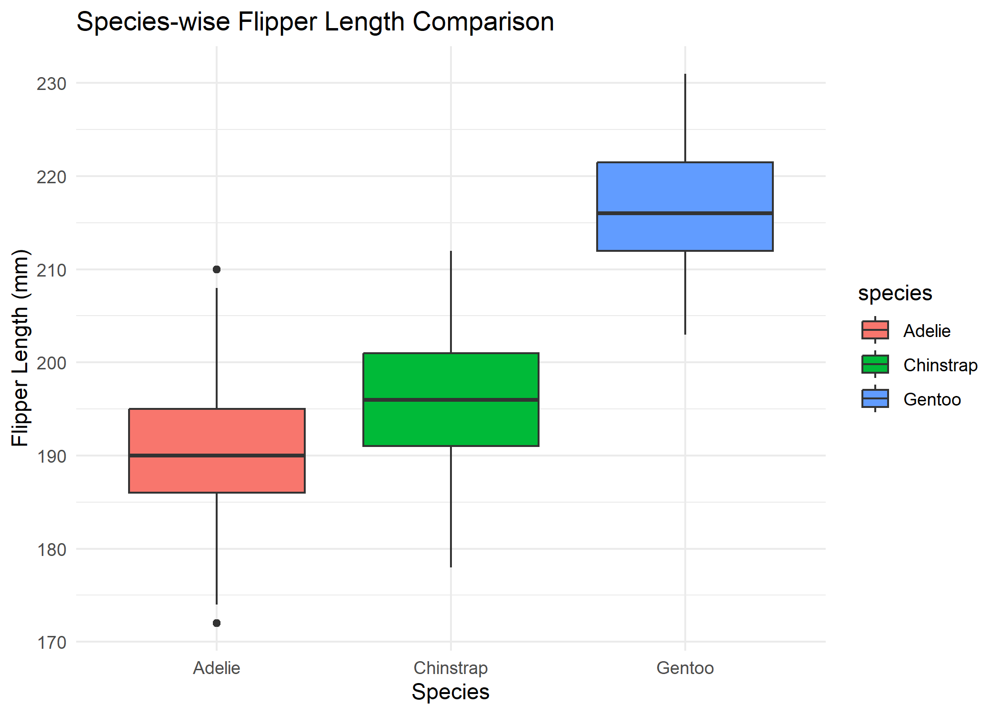 Species-wise Flipper Length Comparison
Flipper Length (mm)
230
220
210
200
190
180
170
Adelie
Chinstrap
Gentoo
Species
species
Adelie
Chinstrap
Gentoo